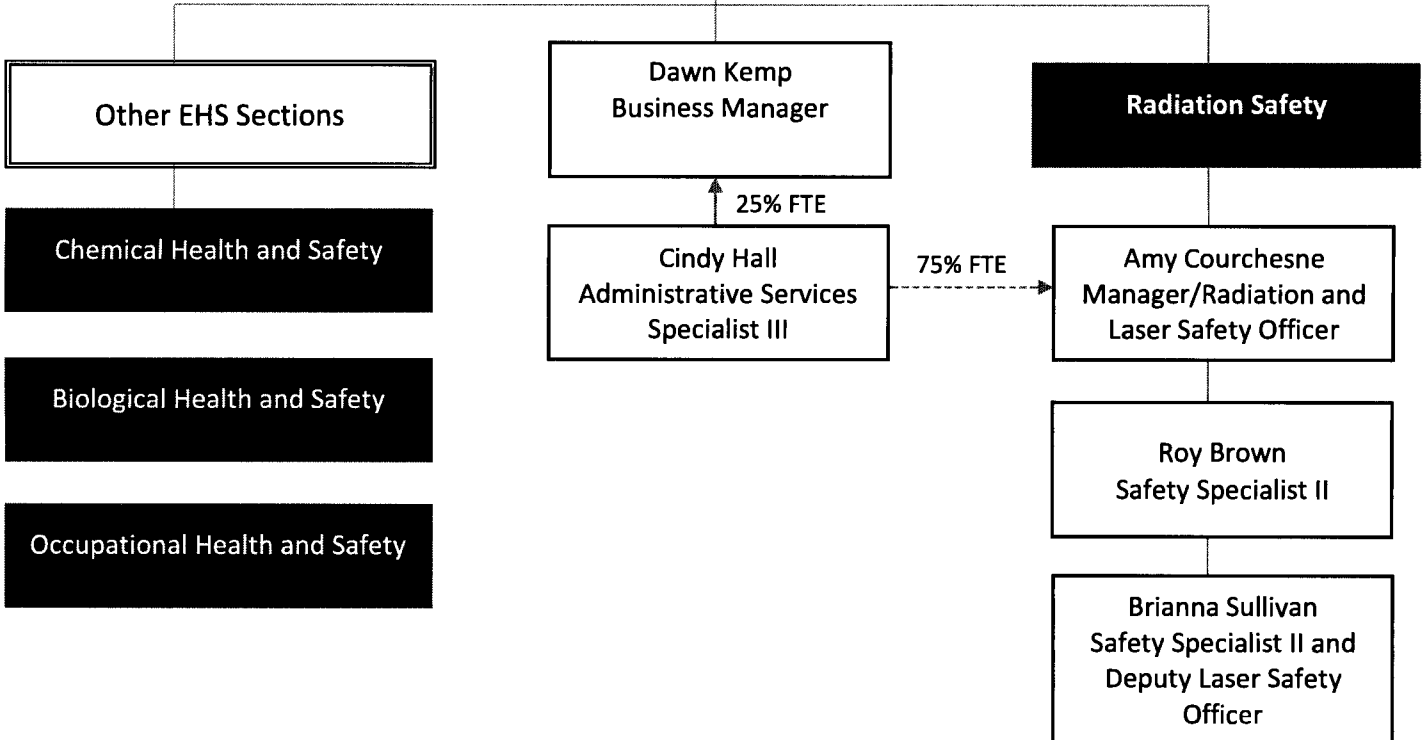 Other EHS Sections
Chemical Health and Safety
Biological Health and Safety
Occupational Health and Safety
Dawn Kemp
Business Manager
25% FTE
Cindy Hall
Administrative Services
Specialist III
75% FTE
Radiation Safety
Amy Courchesne
Manager/Radiation and
Laser Safety Officer
Roy Brown
Safety Specialist II
Brianna Sullivan
Safety Specialist II and
Deputy Laser Safety
Officer